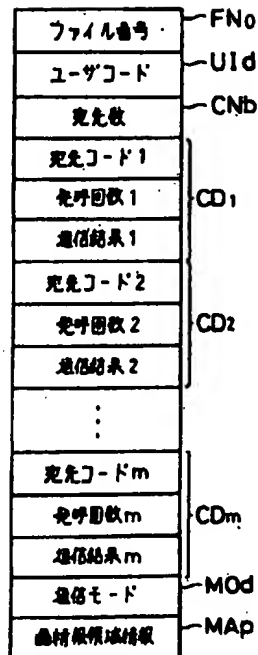 ファイル番号 FNo
ユーザコード UId
宛先数 CNb
宛先コード1
発呼回数1 CD1
通信結果1
宛先コード2
発呼回数2 CD2
通信結果2
⋮
宛先コードm
発呼回数m CDm
通信結果m
通信モード MOd
画情報領域情報 MAp